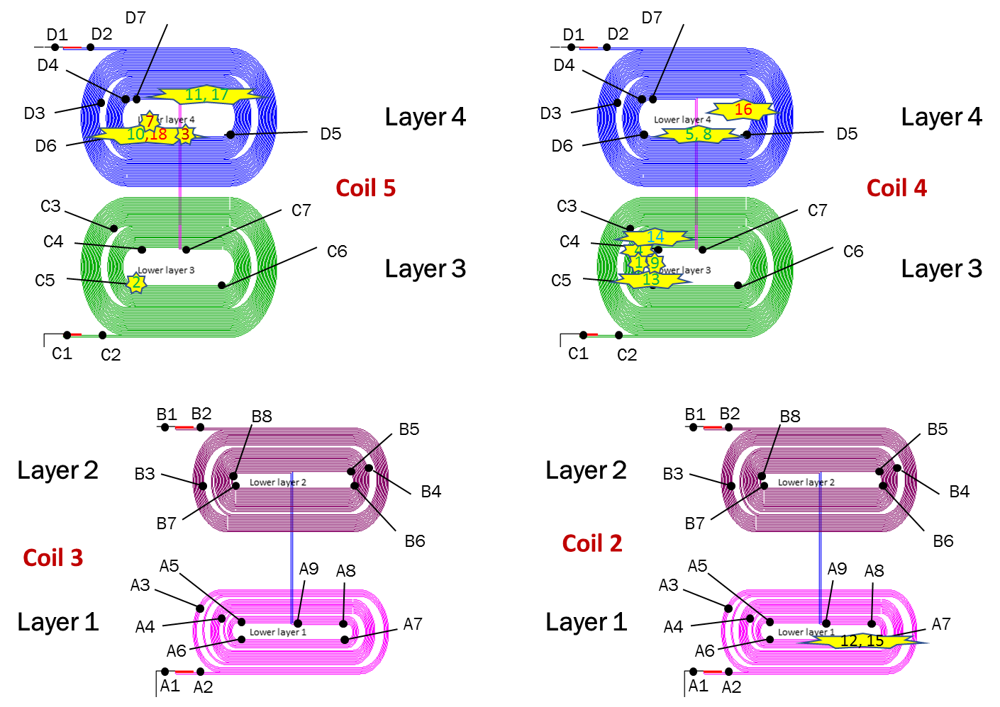 D7
D1 D2
D4
11, 17
D3
Lower layer 4
7
10, 18 3
D5
D6
Layer 4
Coil 5
C3
C7
C4
C6
Lower layer 3
C5
2
Layer 3
C1 C2
D7
D1 D2
D4
16
D3
Lower layer 4
5, 8
D5
D6
Layer 4
Coil 4
C3
C7
14
C4
4
C6
1 9
Lower layer 3
C5
13
Layer 3
C1 C2
B1 B2 B8
B5
Layer 2
B3
Lower layer 2
B4
B7
B6
Coil 3
A5
A9 A8
A3
Layer 1
A4
Lower layer 1
A7
A6
A1 A2
B1 B2 B8
B5
Layer 2
B3
Lower layer 2
B4
B7
B6
Coil 2
A5
A9 A8
A3
Layer 1
A4
Lower layer 1
A7
12, 15
A6
A1 A2